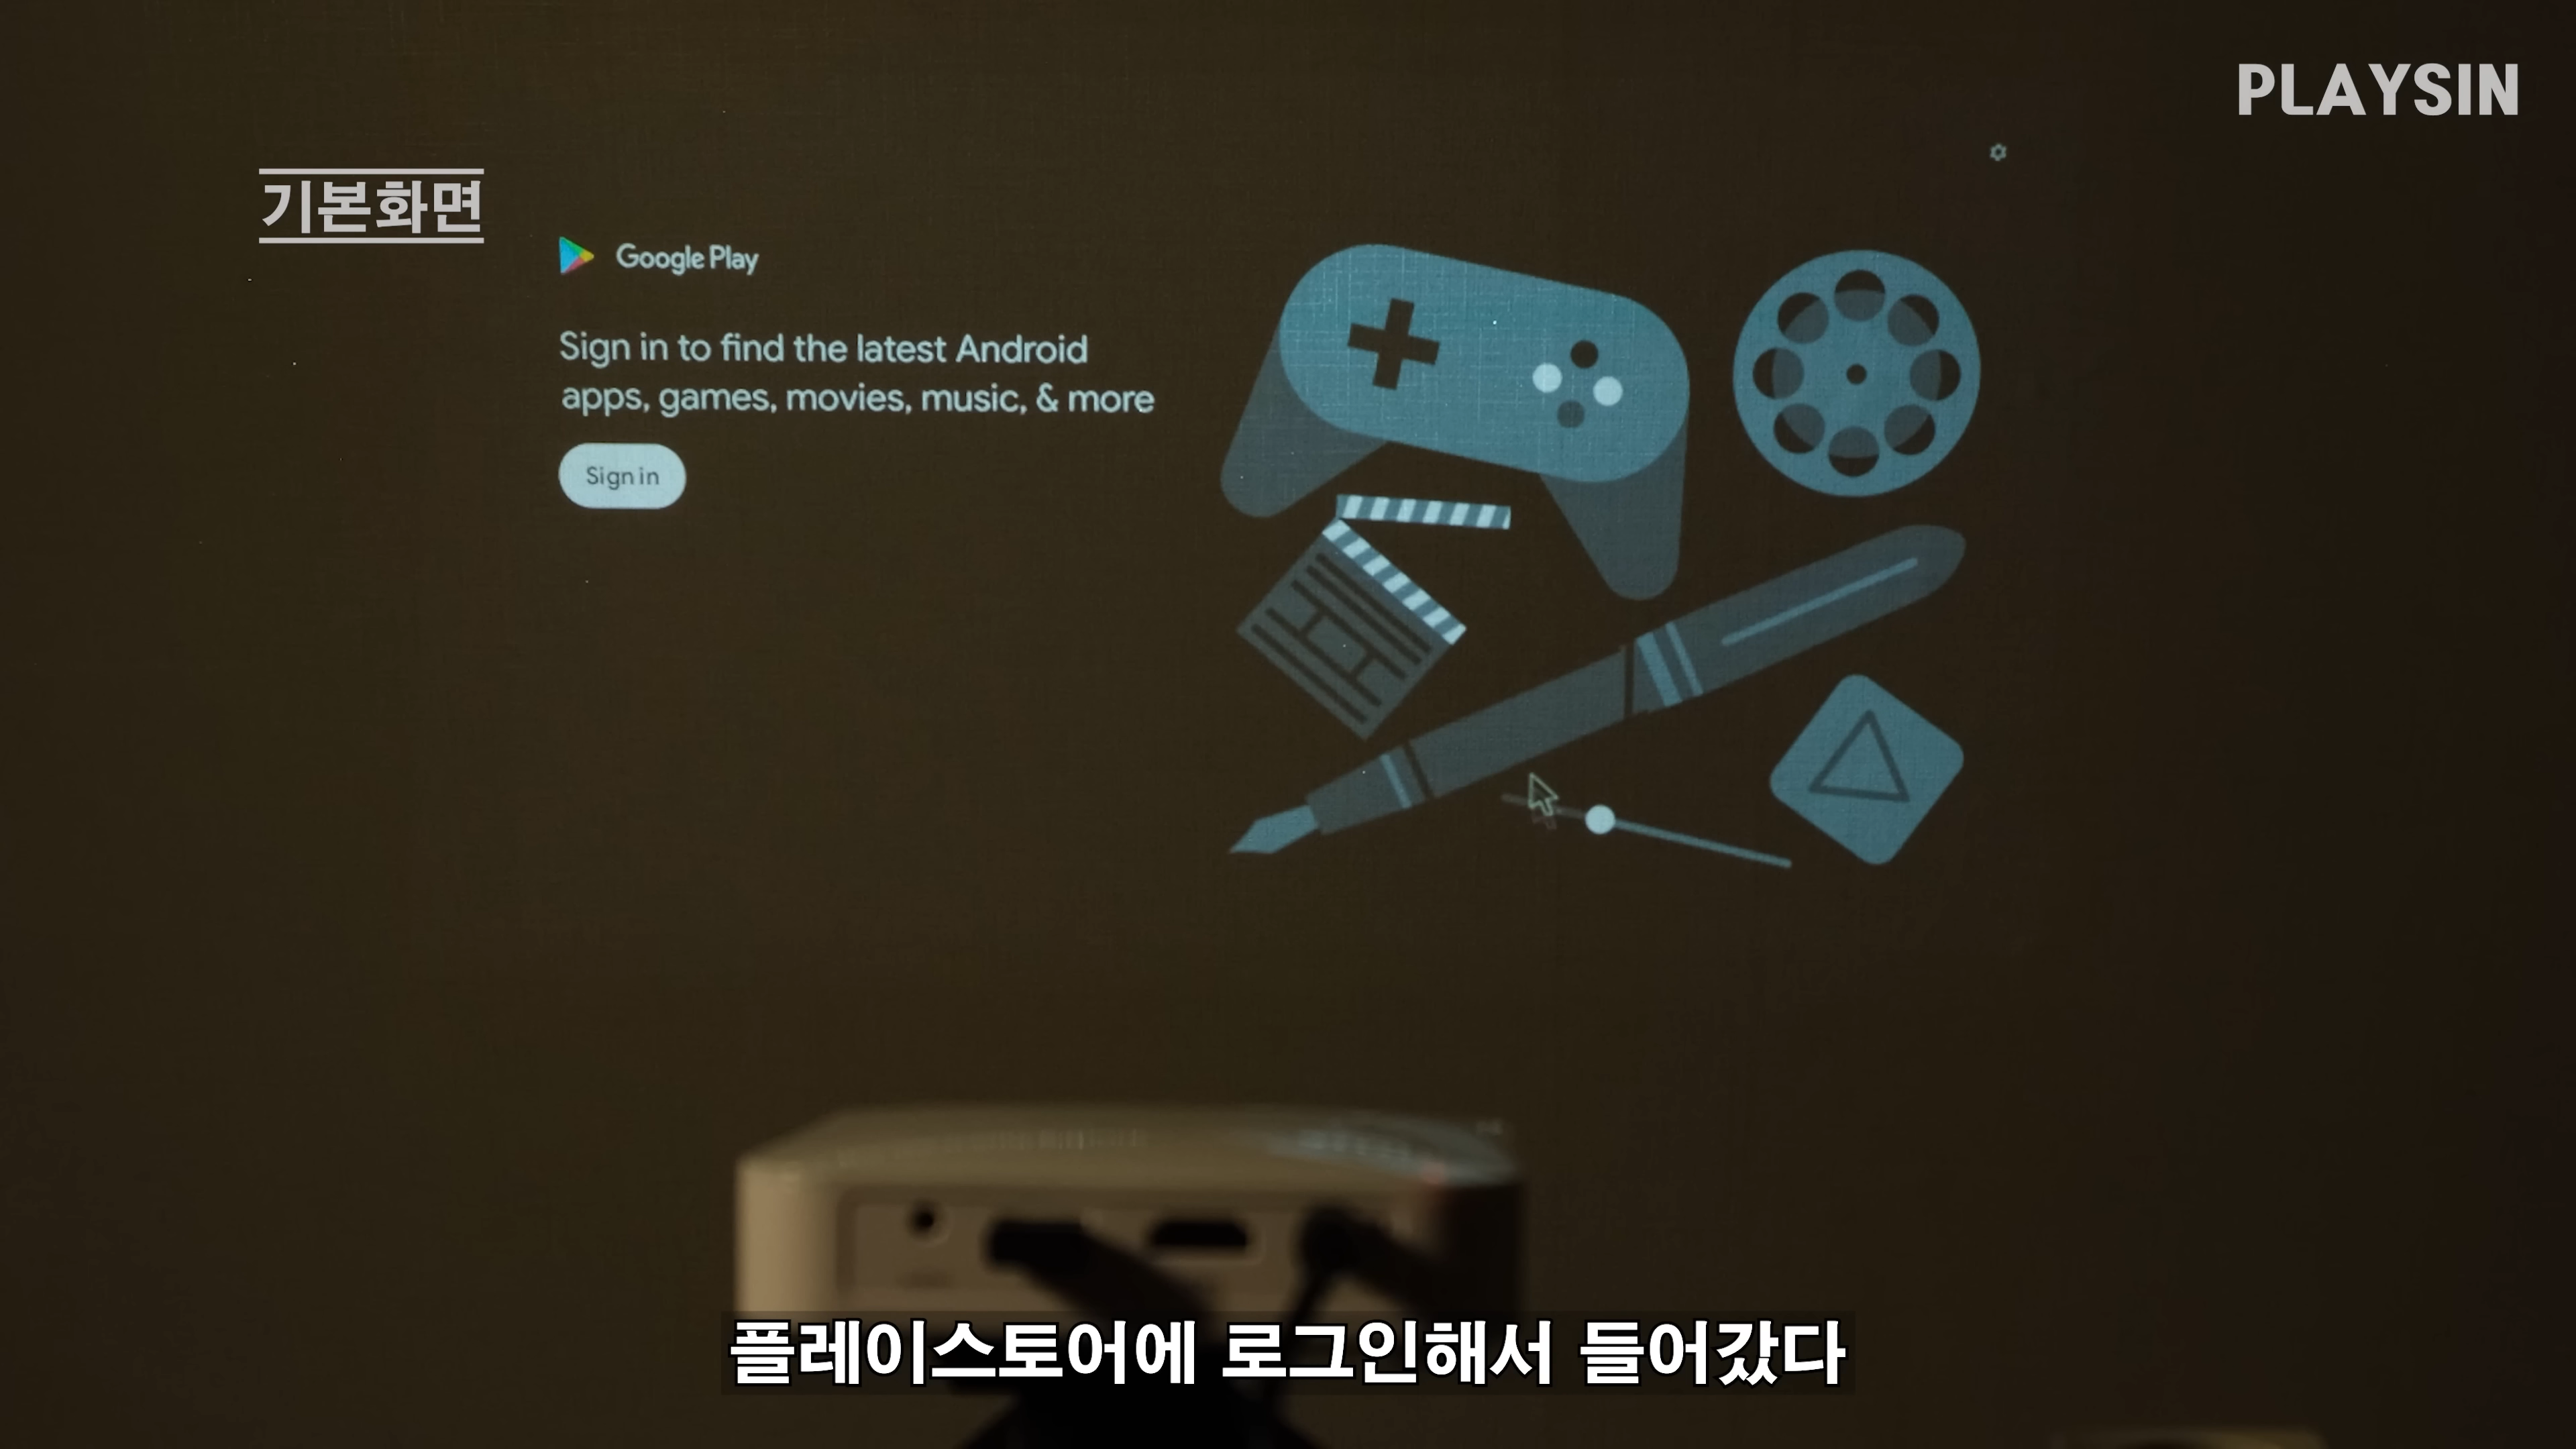 PLAYSIN
기본화면
Google Play
Sign in to find the latest Android
apps, games, movies, music, & more
Sign in
플레이스토어에 로그인해서 들어갔다